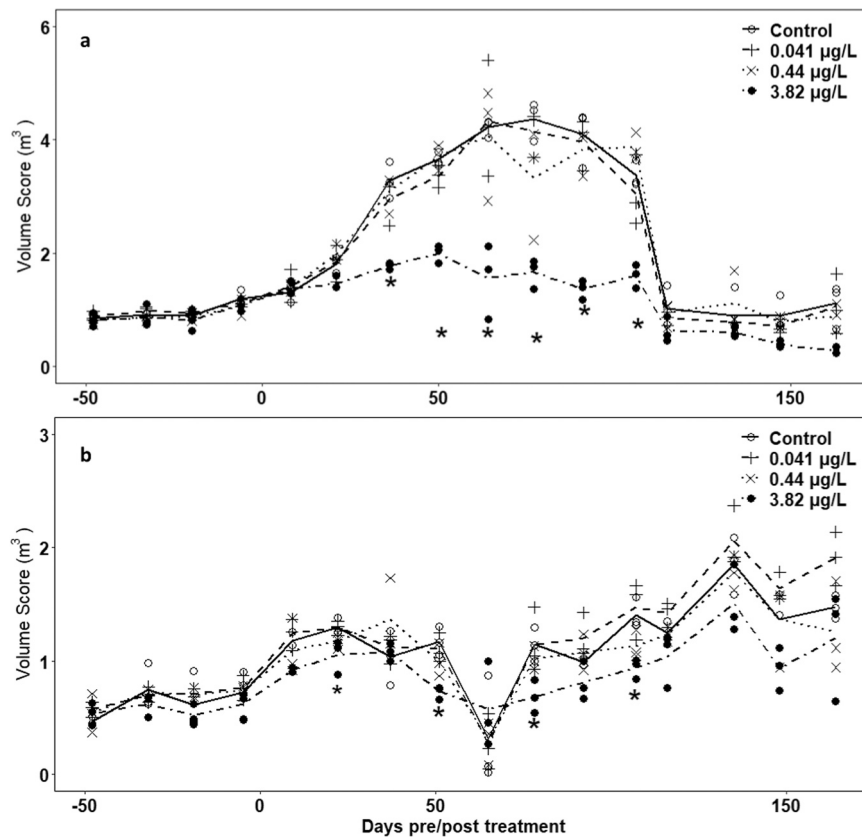 a
Control
0.041 µg/L
0.44 µg/L
3.82 µg/L
Volume Score (m³)
6
4
2
0
* * * * * *
-50 0 50 150
b
Control
0.041 µg/L
0.44 µg/L
3.82 µg/L
Volume Score (m³)
3
2
1
0
* * * *
-50 0 50 150
Days pre/post treatment